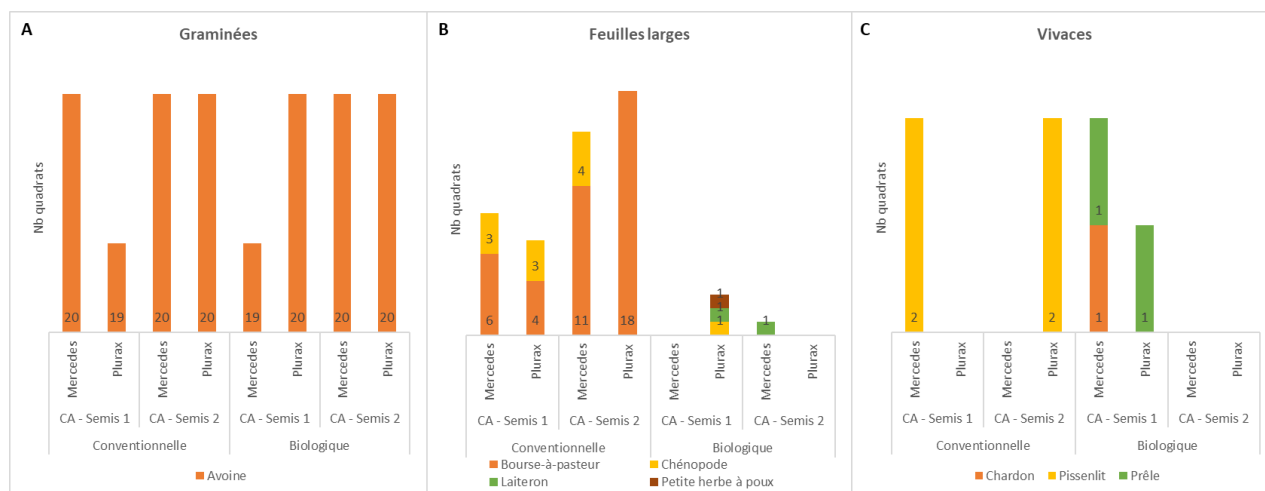 A
Graminées
Nb quadrats
20
19
20
20
19
20
20
20
Mercedes
Plurax
Mercedes
Plurax
Mercedes
Plurax
Mercedes
Plurax
CA - Semis 1
CA - Semis 2
CA - Semis 1
CA - Semis 2
Conventionnelle
Biologique
Avoine
B
Feuilles larges
Nb quadrats
3
6
3
4
4
11
18
1
1
1
1
Mercedes
Plurax
Mercedes
Plurax
Mercedes
Plurax
Mercedes
Plurax
CA - Semis 1
CA - Semis 2
CA - Semis 1
CA - Semis 2
Conventionnelle
Biologique
Bourse-à-pasteur
Chénopode
Laiteron
Petite herbe à poux
C
Vivaces
Nb quadrats
2
2
1
1
1
Mercedes
Plurax
Mercedes
Plurax
Mercedes
Plurax
Mercedes
Plurax
CA - Semis 1
CA - Semis 2
CA - Semis 1
CA - Semis 2
Conventionnelle
Biologique
Chardon
Pissenlit
Prêle